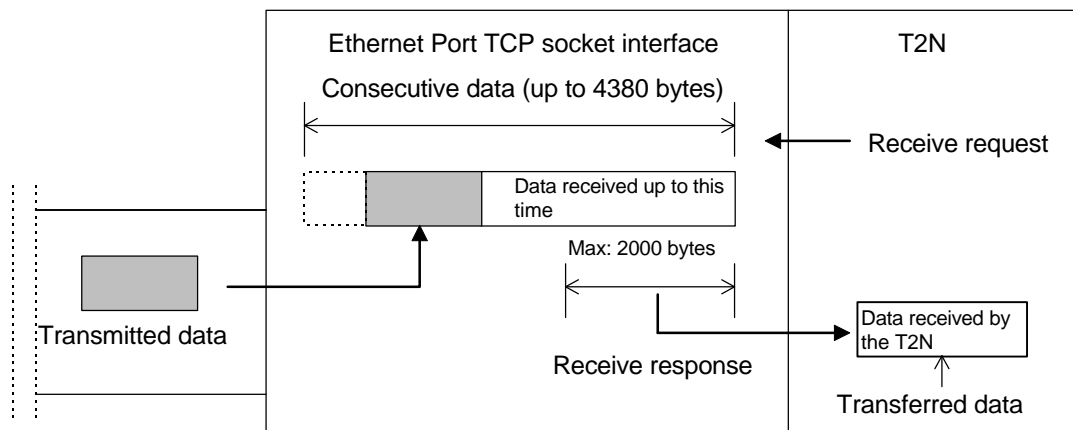 Ethernet Port TCP socket interface
T2N
Consecutive data (up to 4380 bytes)
Receive request
Data received up to this
time
Max: 2000 bytes
Transmitted data
Data received by
the T2N
Receive response
Transferred data